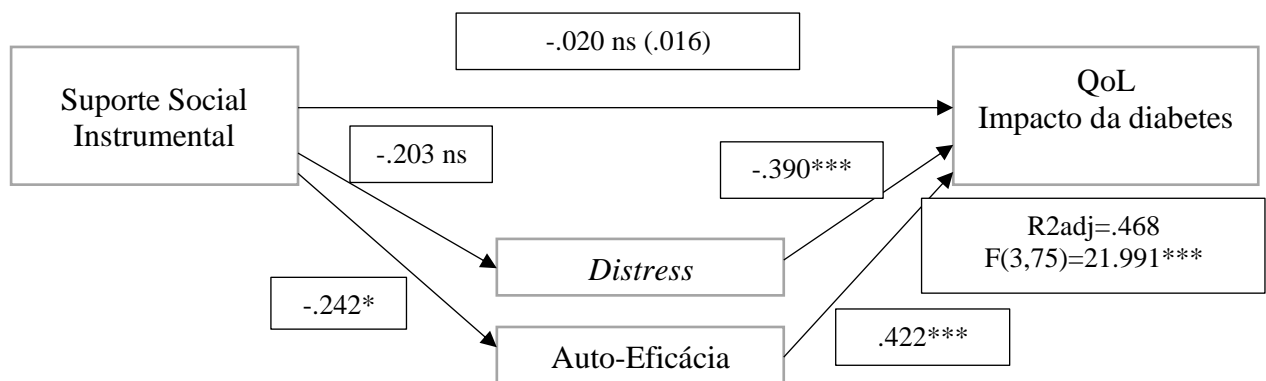 -.020 ns (.016)
Suporte Social
Instrumental
QoL
Impacto da diabetes
-.203 ns
-.390***
R2adj=.468
F(3,75)=21.991***
Distress
-.242*
.422***
Auto-Eficácia